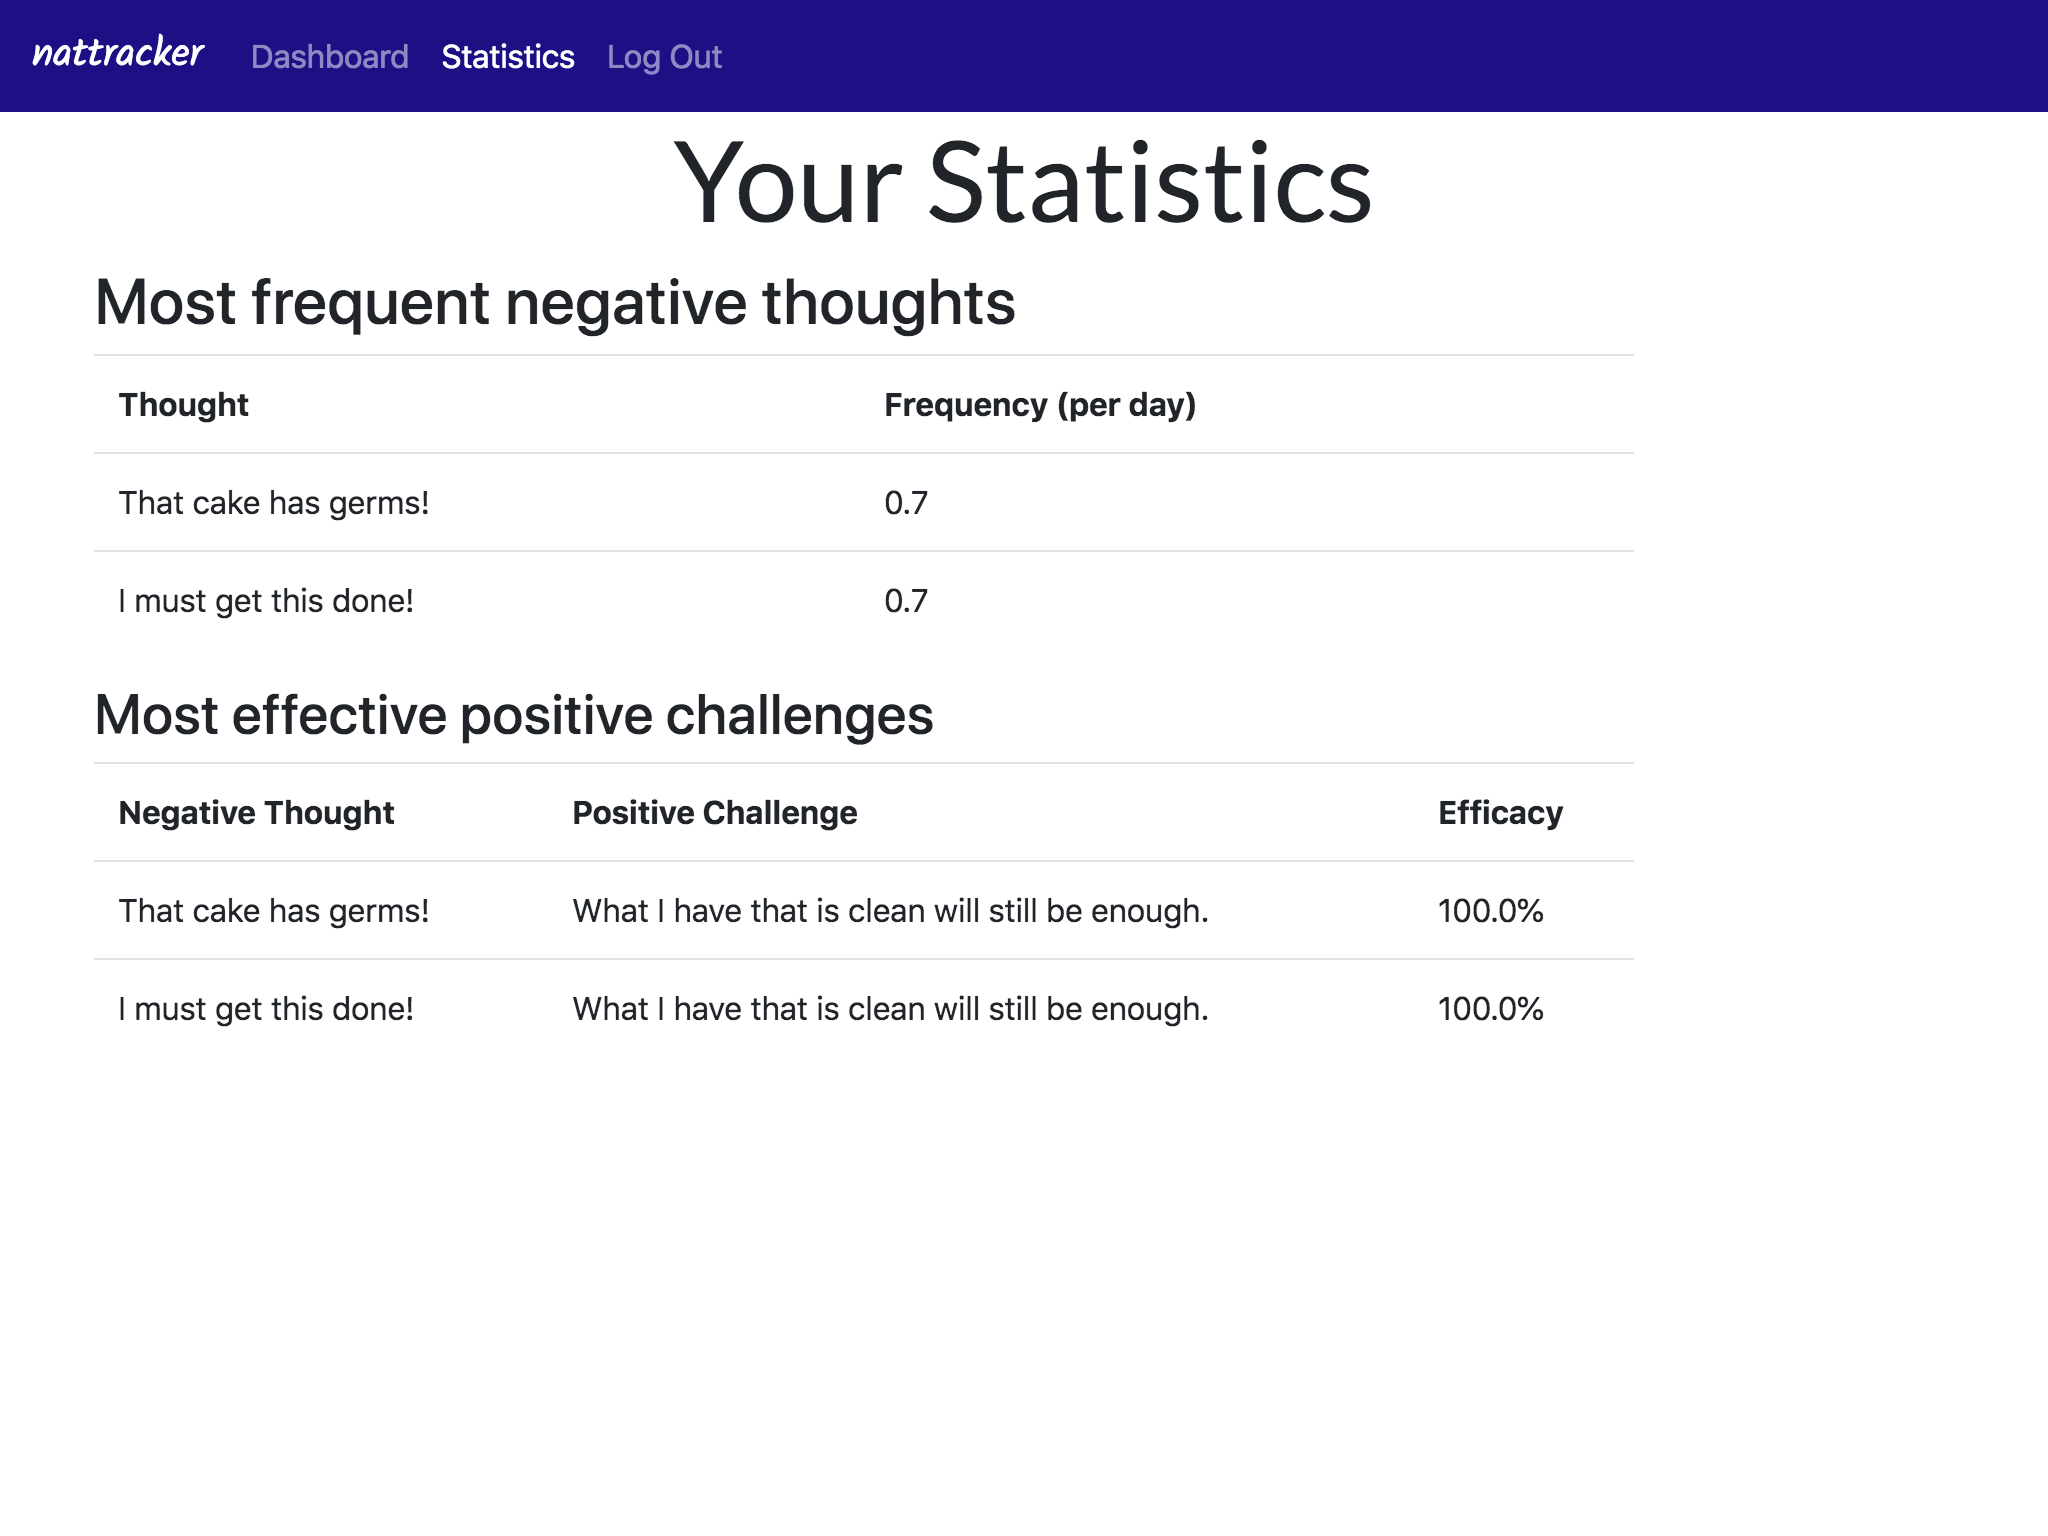 nattracker Dashboard Statistics Log Out
Your Statistics
Most frequent negative thoughts
Thought Frequency (per day)
That cake has germs! 0.7
I must get this done! 0.7
Most effective positive challenges
Negative Thought Positive Challenge Efficacy
That cake has germs! What I have that is clean will still be enough. 100.0%
I must get this done! What I have that is clean will still be enough. 100.0%